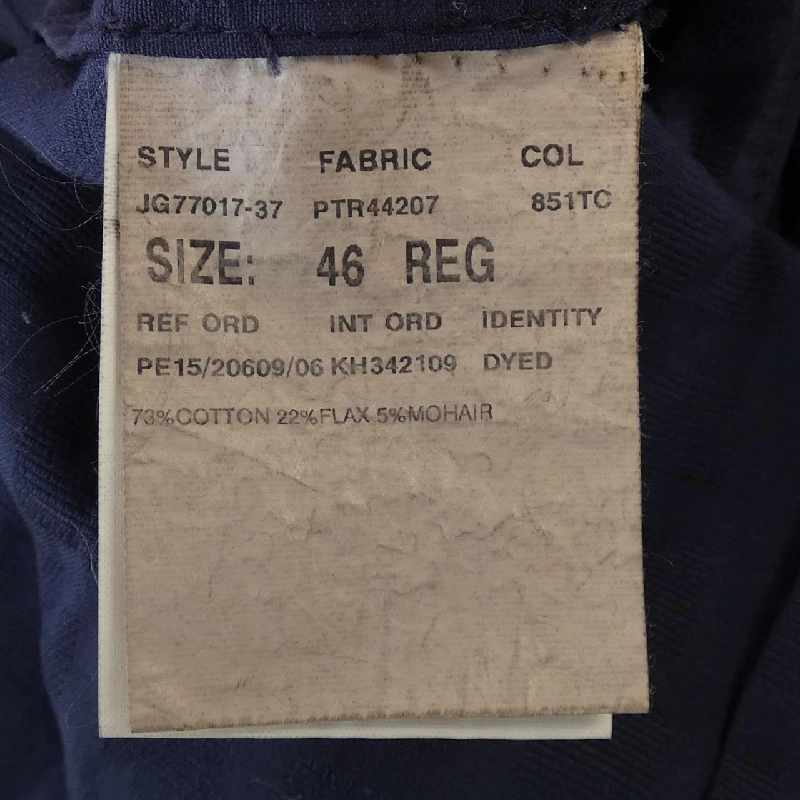 STYLE FABRIC COL
JG77017-37 PTR44207 851TC
SIZE: 46 REG
REF ORD INT ORD IDENTITY
PE15/20609/06 KH342109 DYED
73%COTTON 22%FLAX 5%MOHAIR